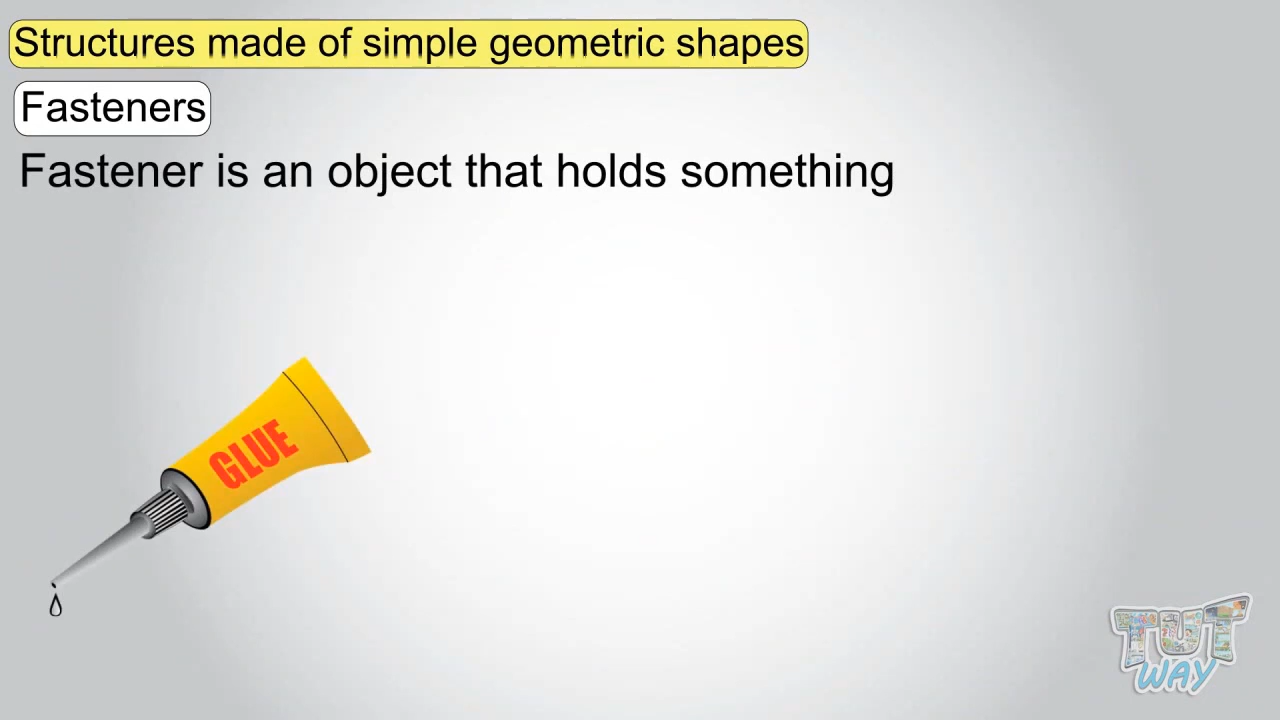 Structures made of simple geometric shapes
Fasteners
Fastener is an object that holds something
GLUE
TUT
WAY